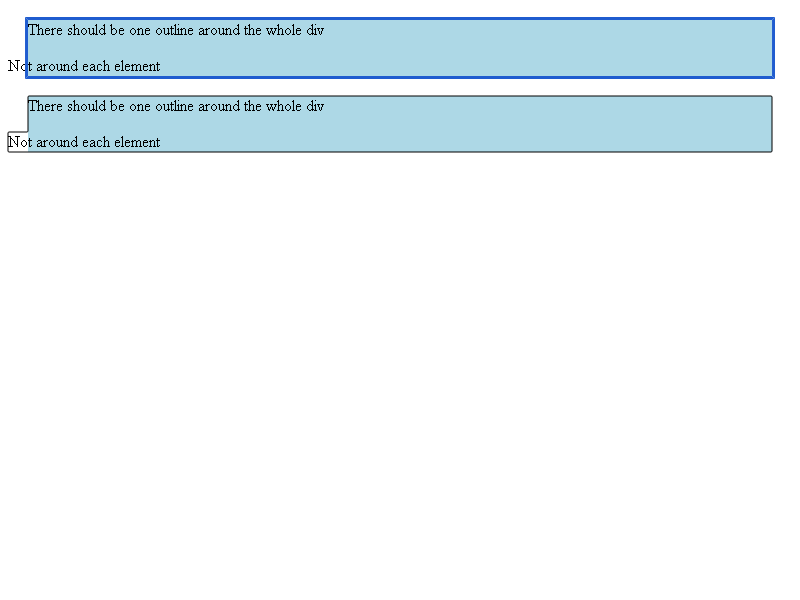 There should be one outline around the whole div
Not around each element
There should be one outline around the whole div
Not around each element